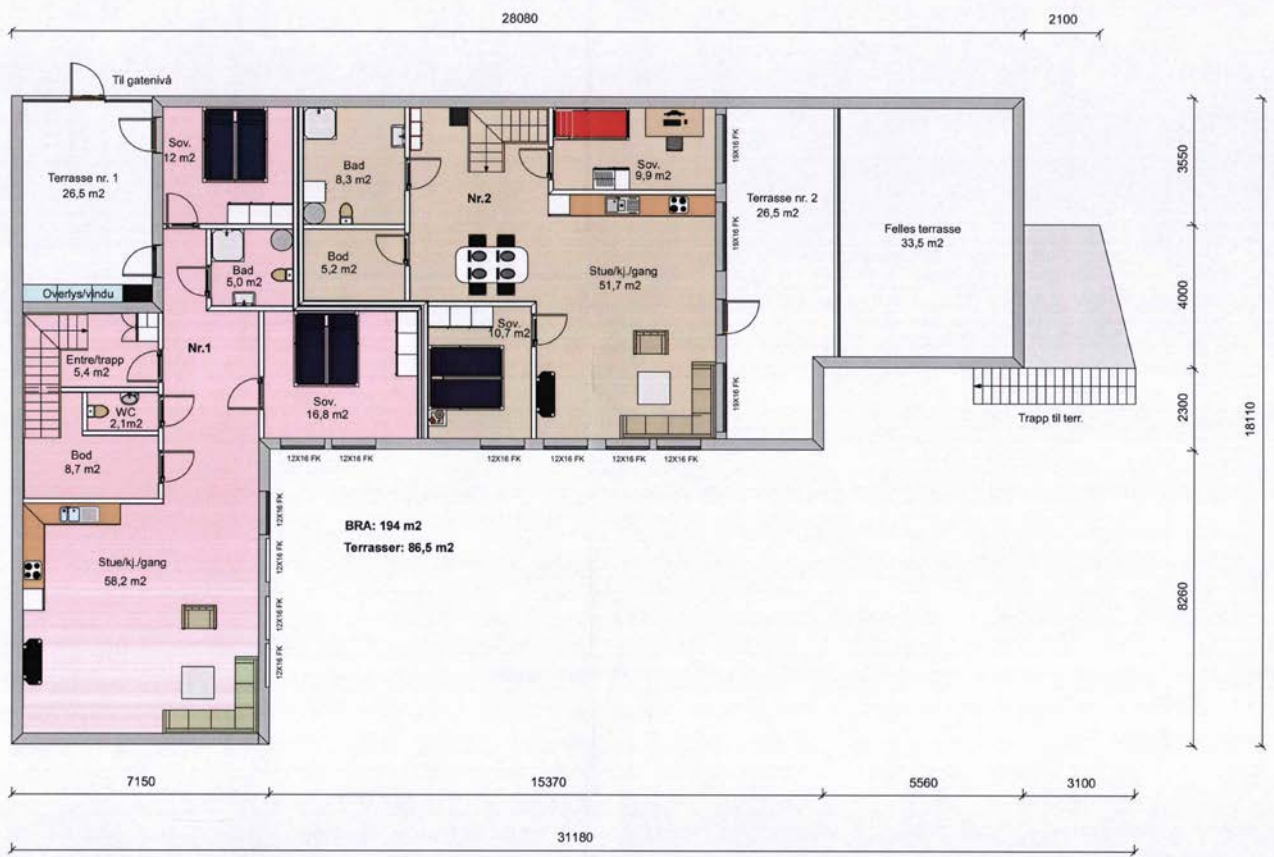 28080
2100
Til gatenivå
Sov.
12 m2
Terrasse nr. 1
26,5 m2
Bad
8,3 m2
Sov.
9,9 m2
Nr.2
19X16 FK
Terrasse nr. 2
26,5 m2
3550
Felles terrasse
33,5 m2
19X16 FK
Bad
5,0 m2
Bod
5,2 m2
Stue/kj./gang
51,7 m2
Overlys/vindu
4000
Nr.1
Sov.
10,7 m2
Entre/trapp
5,4 m2
Sov.
16,8 m2
19X16 FK
WC
2,1m2
Trapp til terr.
2300
18110
Bod
8,7 m2
12X16 FK
12X16 FK
12X16 FK
12X16 FK
12X16 FK
12X16 FK
12X16 FK
12X16 FK
12X16 FK
12X16 FK
BRA: 194 m2
Terrasser: 86,5 m2
Stue/kj./gang
58,2 m2
8260
7150
15370
5560
3100
31180